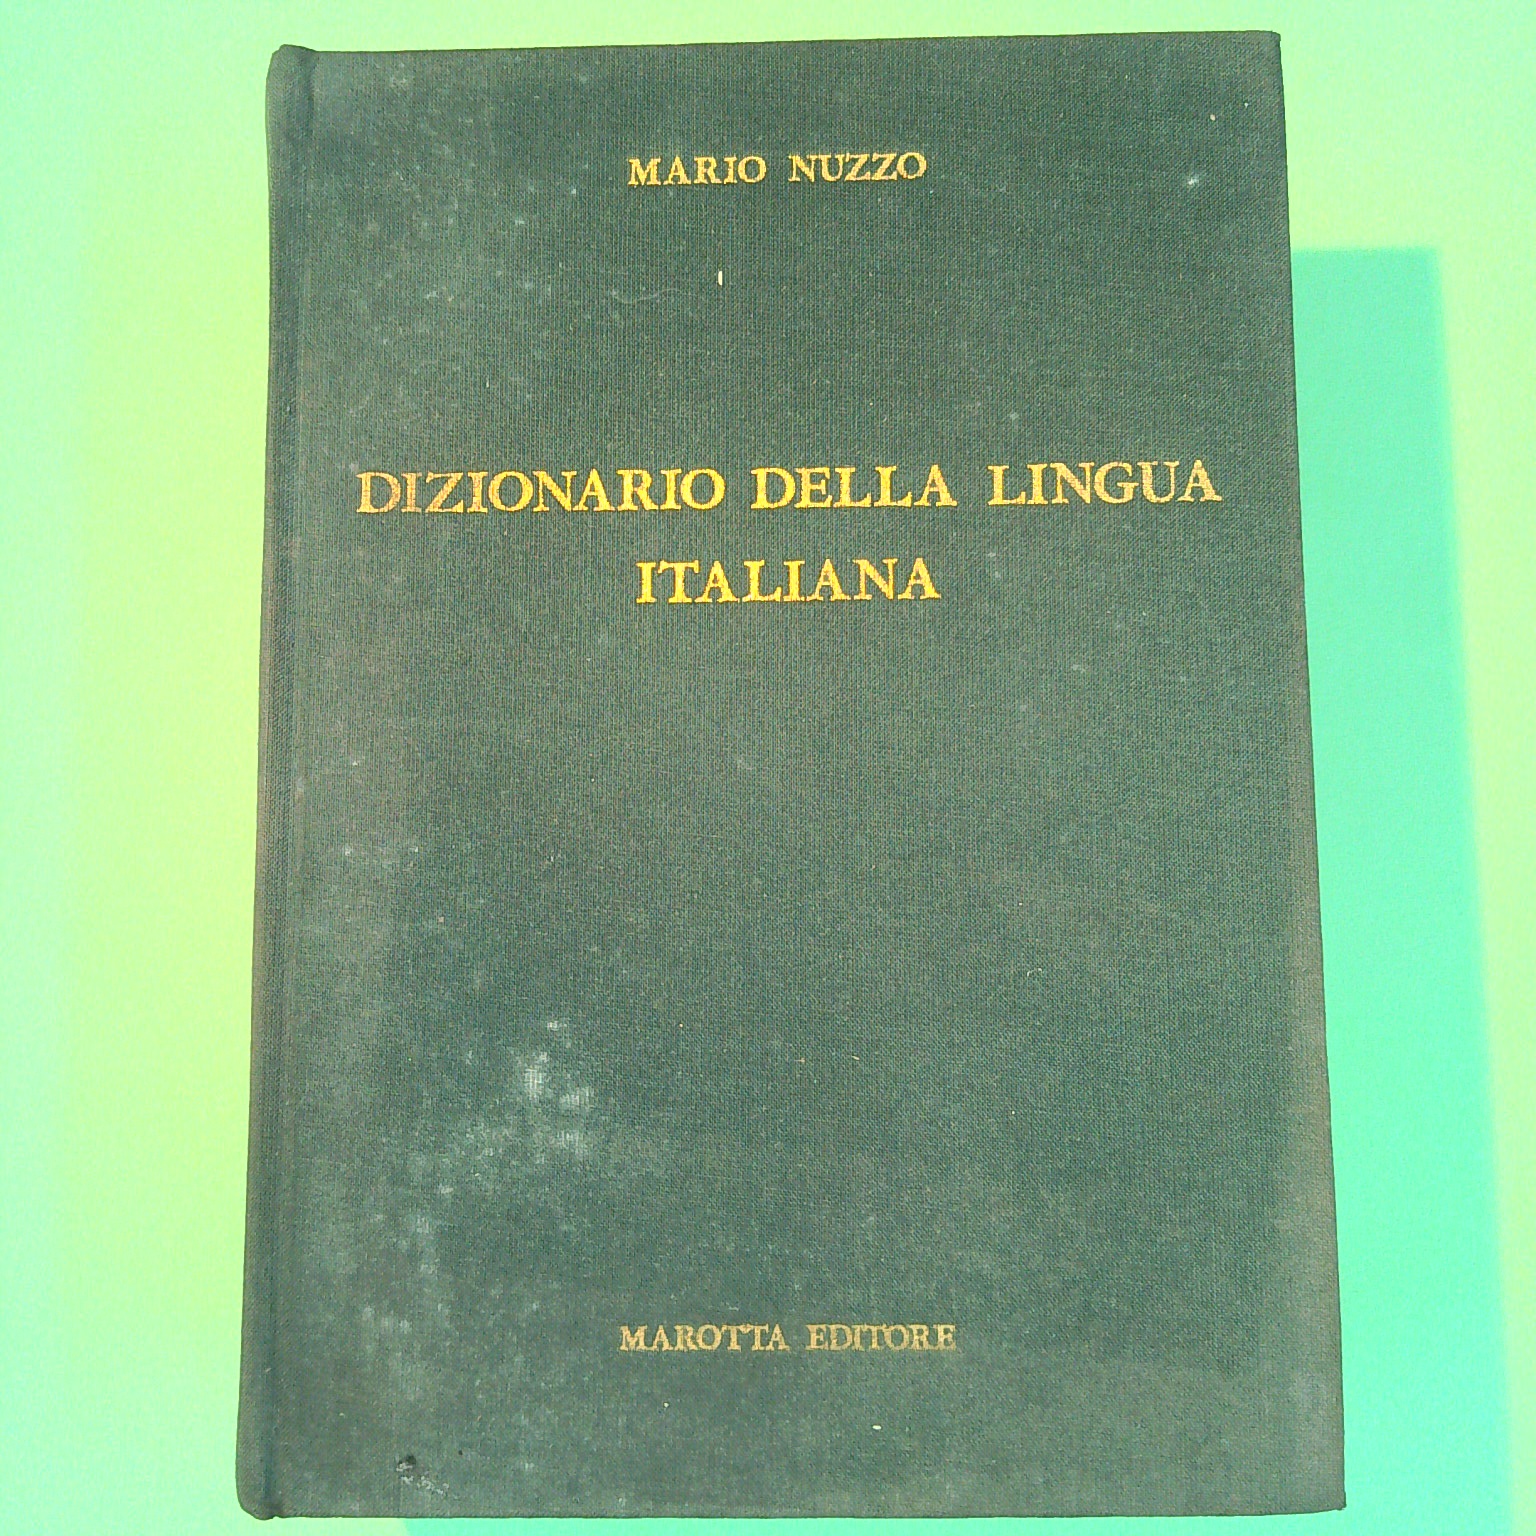 MARIO NUZZO
DIZIONARIO DELLA LINGUA
ITALIANA
MAROTTA EDITORE